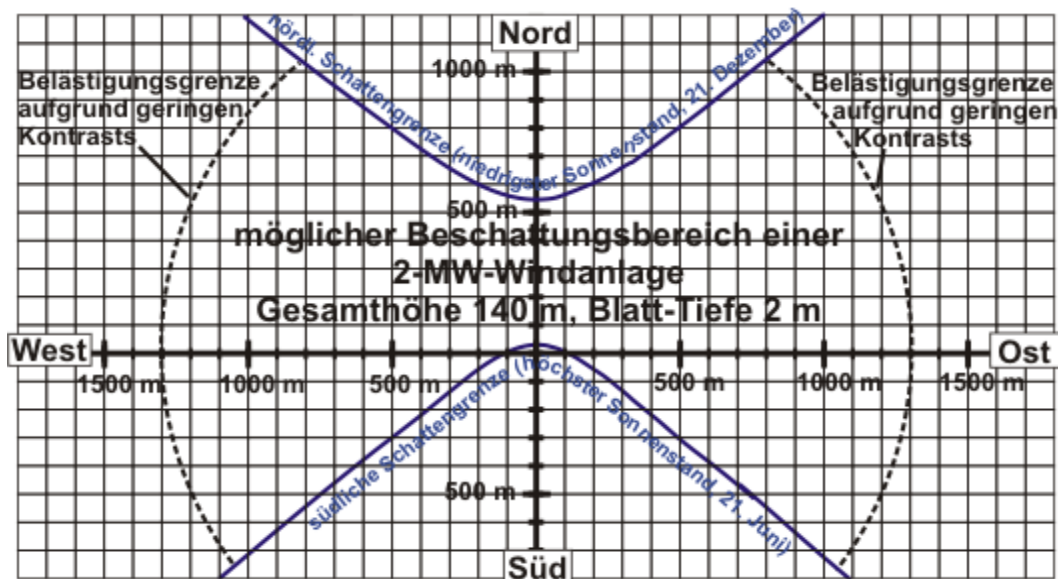 Nord
nördl. Schattengrenze (niedrigster Sonnenstand, 21. Dezember)
1000 m
Belästigungsgrenze
aufgrund geringen
Kontrasts
Belästigungsgrenze
aufgrund geringen
Kontrasts
500 m
möglicher Beschattungsbereich einer
2-MW-Windanlage
Gesamthöhe 140 m, Blatt-Tiefe 2 m
West
Ost
1500 m
1000 m
500 m
500 m
1000 m
1500 m
südliche Schattengrenze (höchster Sonnenstand, 21. Juni)
500 m
Süd